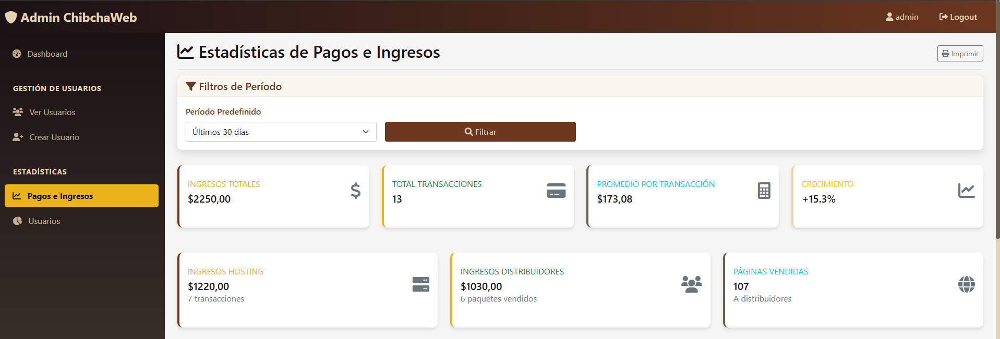 Admin ChibchaWeb
admin
Logout
Dashboard
GESTIÓN DE USUARIOS
Ver Usuarios
Crear Usuario
ESTADÍSTICAS
Pagos e Ingresos
Usuarios
Estadísticas de Pagos e Ingresos
Imprimir
Filtros de Período
Período Predefinido
Últimos 30 días
Filtrar
INGRESOS TOTALES
$2250,00
TOTAL TRANSACCIONES
13
PROMEDIO POR TRANSACCIÓN
$173,08
CRECIMIENTO
+15.3%
INGRESOS HOSTING
$1220,00
7 transacciones
INGRESOS DISTRIBUIDORES
$1030,00
6 paquetes vendidos
PÁGINAS VENDIDAS
107
A distribuidores